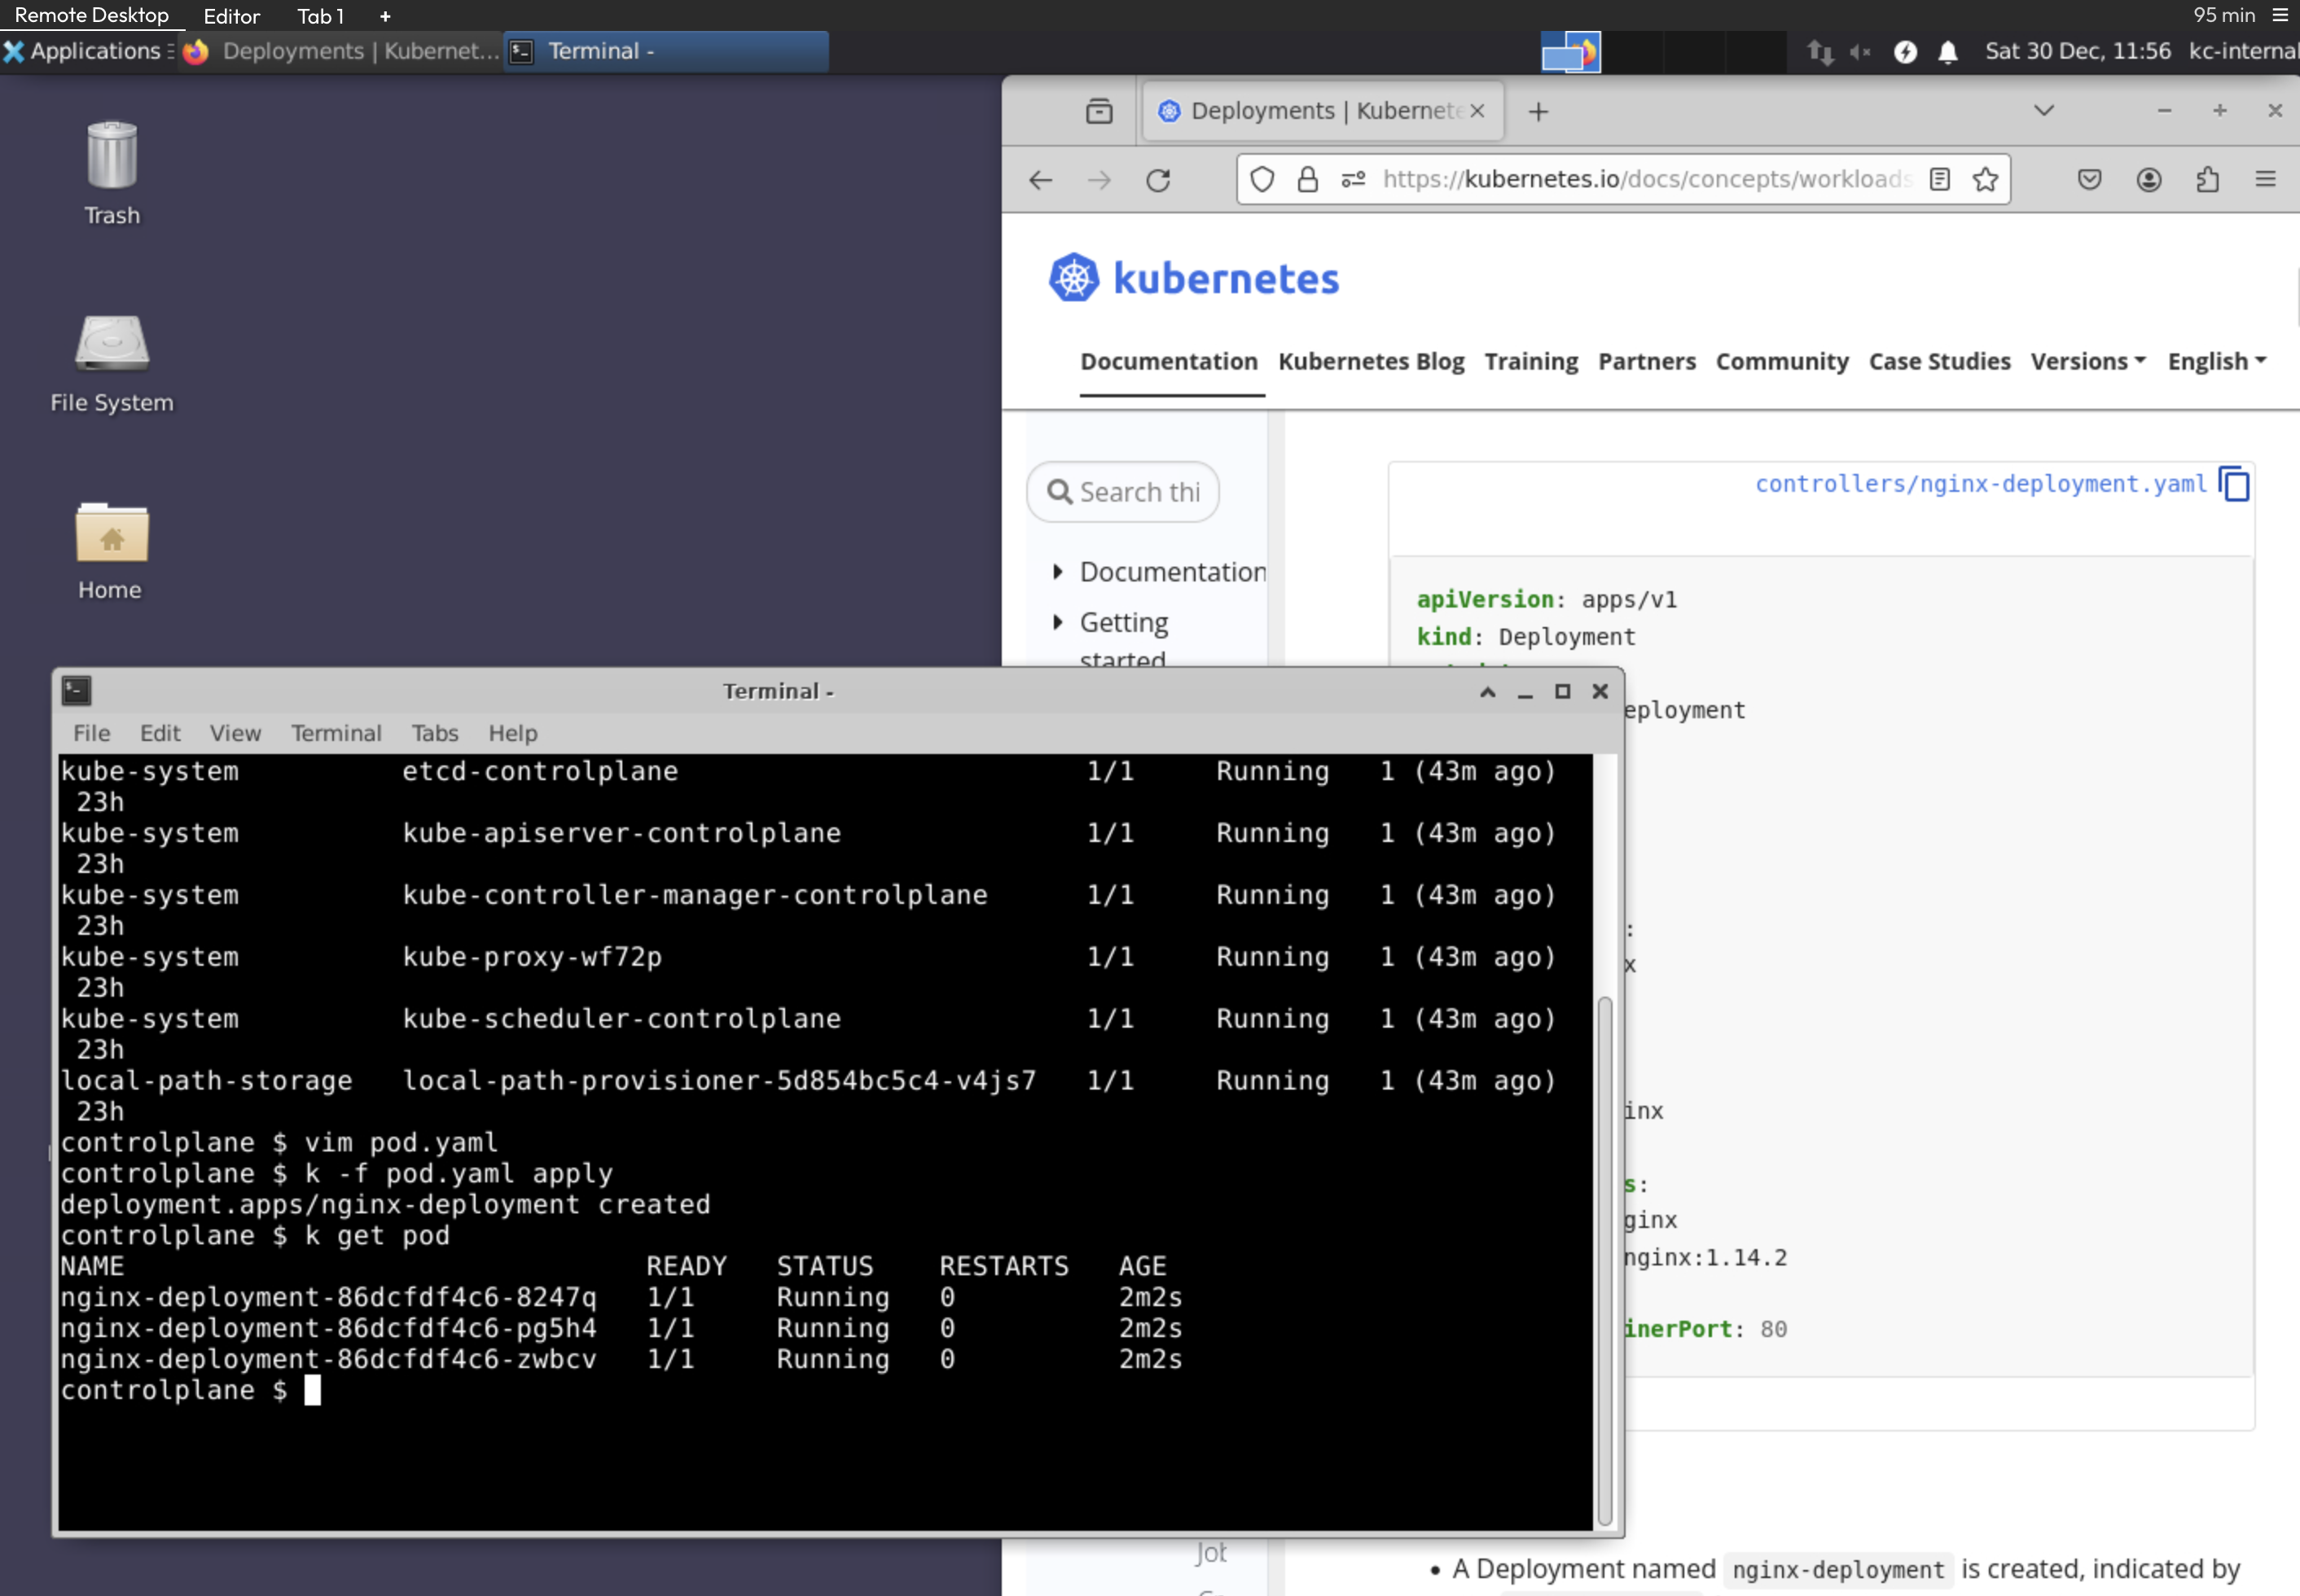 Remote Desktop Editor Tab 1 + 95 min
Applications Deployments | Kubernet... Terminal - Sat 30 Dec, 11:56 kc-internal
Trash
File System
Home
Deployments | Kubernete
https://kubernetes.io/docs/concepts/workloads
kubernetes
Documentation Kubernetes Blog Training Partners Community Case Studies Versions English
Search thi
Documentation
Getting
started
controllers/nginx-deployment.yaml
apiVersion: apps/v1
kind: Deployment
eployment
:
x
inx
s:
ginx
nginx:1.14.2
inerPort: 80
Terminal -
File Edit View Terminal Tabs Help
kube-system etcd-controlplane 1/1 Running 1 (43m ago)
23h
kube-system kube-apiserver-controlplane 1/1 Running 1 (43m ago)
23h
kube-system kube-controller-manager-controlplane 1/1 Running 1 (43m ago)
23h
kube-system kube-proxy-wf72p 1/1 Running 1 (43m ago)
23h
kube-system kube-scheduler-controlplane 1/1 Running 1 (43m ago)
23h
local-path-storage local-path-provisioner-5d854bc5c4-v4js7 1/1 Running 1 (43m ago)
23h
controlplane $ vim pod.yaml
controlplane $ k -f pod.yaml apply
deployment.apps/nginx-deployment created
controlplane $ k get pod
NAME READY STATUS RESTARTS AGE
nginx-deployment-86dcfdf4c6-8247q 1/1 Running 0 2m2s
nginx-deployment-86dcfdf4c6-pg5h4 1/1 Running 0 2m2s
nginx-deployment-86dcfdf4c6-zwbcv 1/1 Running 0 2m2s
controlplane $
• A Deployment named nginx-deployment is created, indicated by